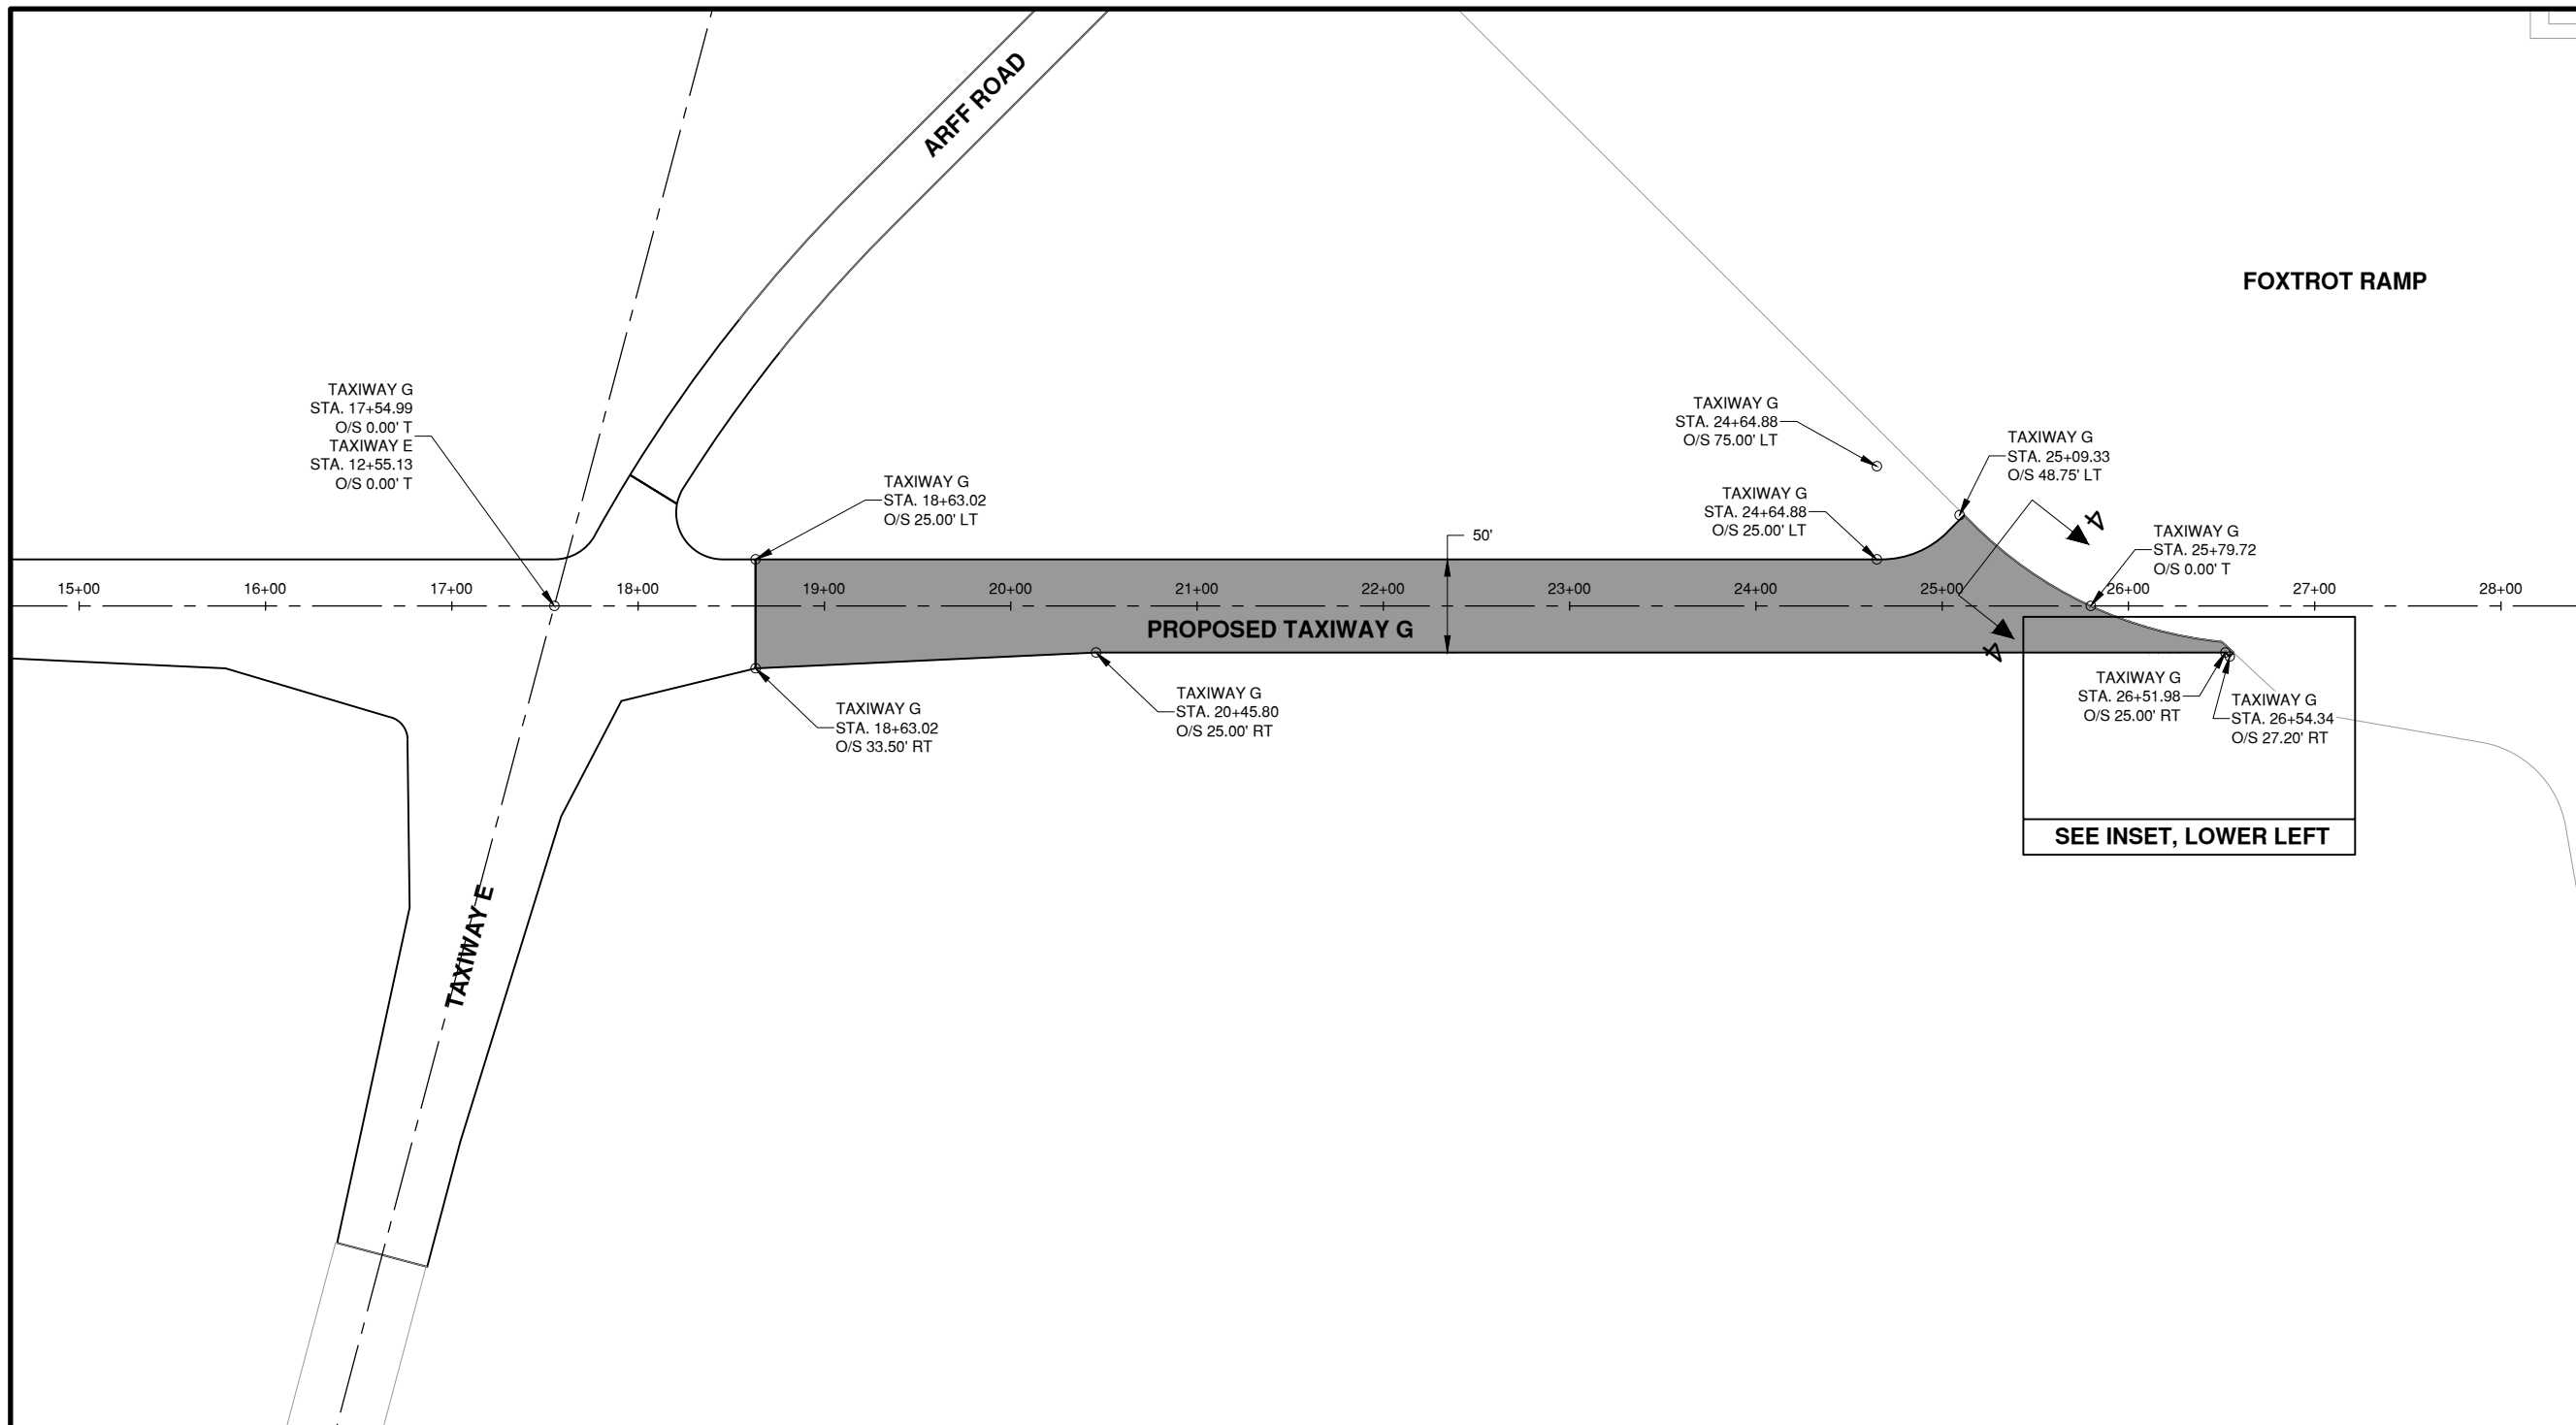 ARFF ROAD
FOXTROT RAMP
TAXIWAY G
STA. 17+54.99
O/S 0.00' T
TAXIWAY E
STA. 12+55.13
O/S 0.00' T
TAXIWAY G
STA. 18+63.02
O/S 25.00' LT
TAXIWAY G
STA. 24+64.88
O/S 75.00' LT
TAXIWAY G
STA. 24+64.88
O/S 25.00' LT
TAXIWAY G
STA. 25+09.33
O/S 48.75' LT
4
TAXIWAY G
STA. 25+79.72
O/S 0.00' T
50'
15+00
16+00
17+00
18+00
19+00
20+00
21+00
22+00
23+00
24+00
25+00
26+00
27+00
28+00
PROPOSED TAXIWAY G
4
TAXIWAY G
STA. 18+63.02
O/S 33.50' RT
TAXIWAY G
STA. 20+45.80
O/S 25.00' RT
TAXIWAY G
STA. 26+51.98
O/S 25.00' RT
TAXIWAY G
STA. 26+54.34
O/S 27.20' RT
SEE INSET, LOWER LEFT
TAXIWAY E